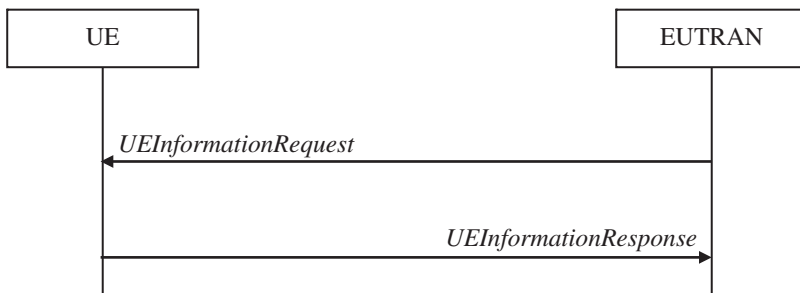 UE
EUTRAN
UEInformationRequest
UEInformationResponse